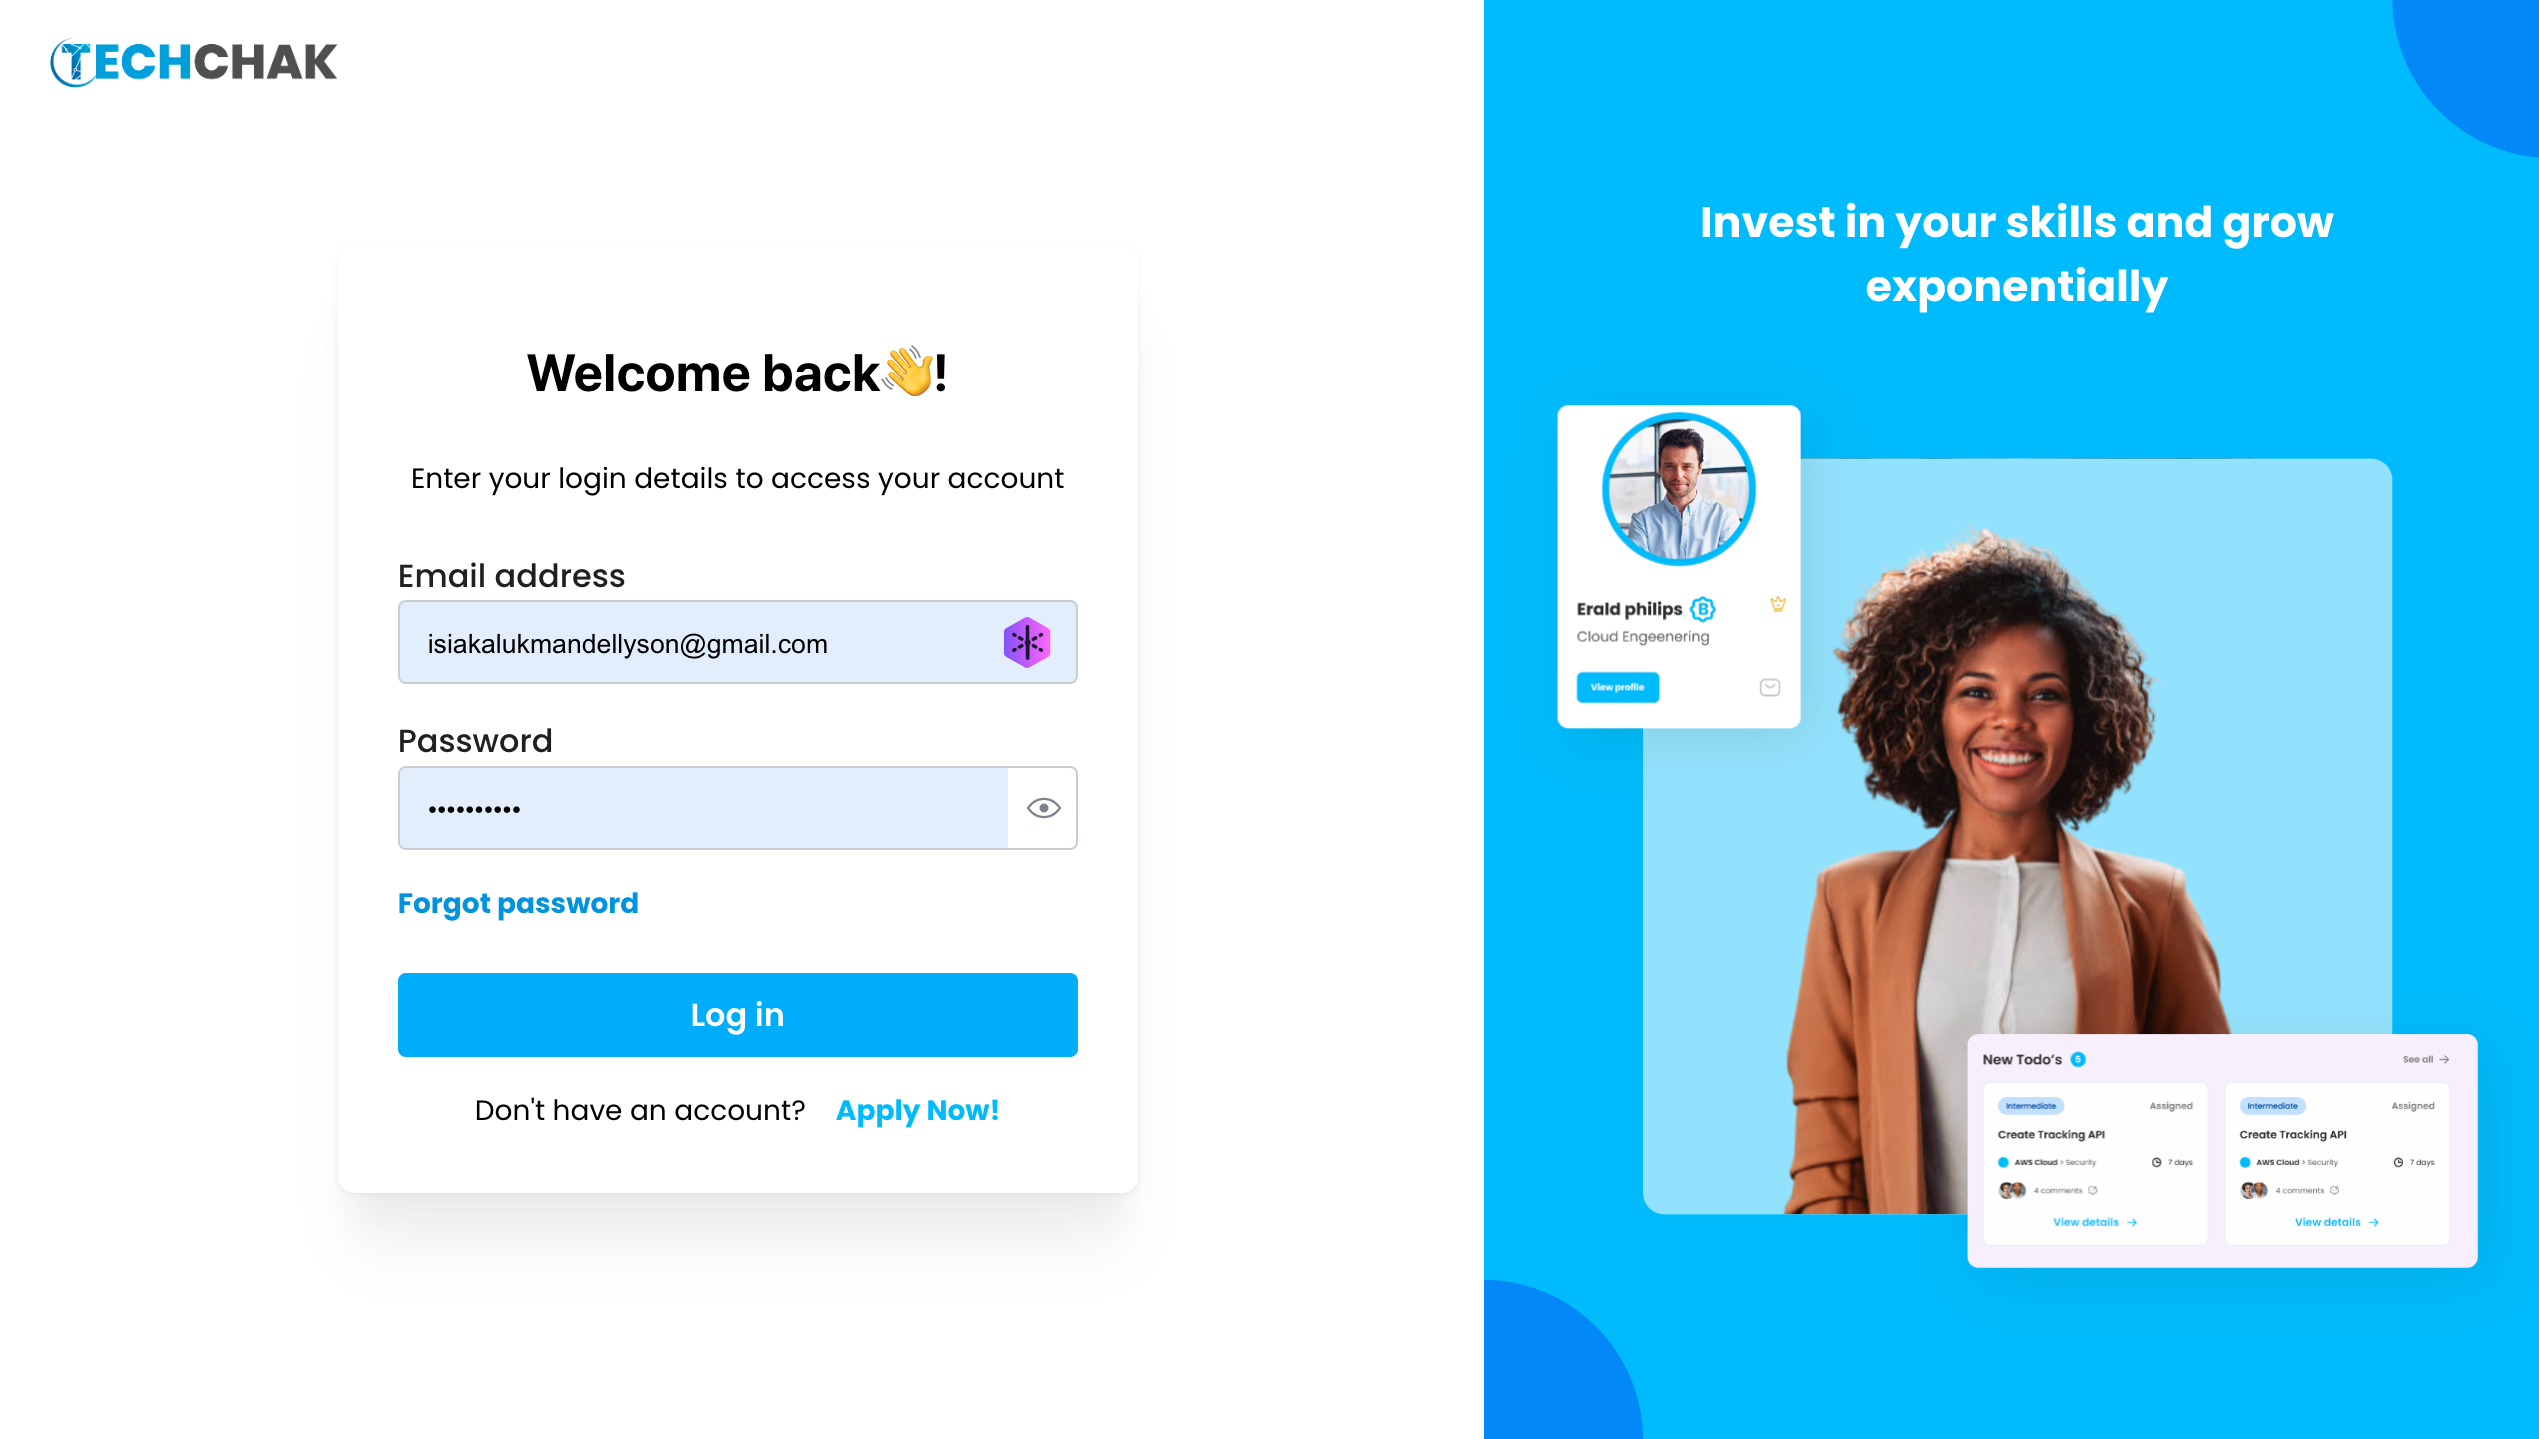 TECHCHAK
Welcome back👋!
Enter your login details to access your account
Email address
isiakalukmandellyson@gmail.com
Password
••••••••••
Forgot password
Log in
Don't have an account? Apply Now!
Invest in your skills and grow
exponentially
Erald philips B
Cloud Engeenering
View profile
New Todo's 5 See all →
Intermediate Assigned
Create Tracking API
AWS Cloud > Security 7 days
4 comments
View details →
Intermediate Assigned
Create Tracking API
AWS Cloud > Security 7 days
4 comments
View details →